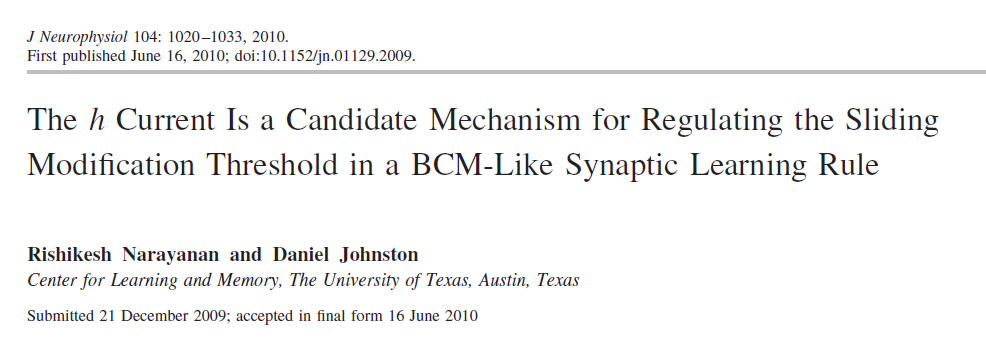 J Neurophysiol 104: 1020–1033, 2010.
First published June 16, 2010; doi:10.1152/jn.01129.2009.
The h Current Is a Candidate Mechanism for Regulating the Sliding
Modification Threshold in a BCM-Like Synaptic Learning Rule
Rishikesh Narayanan and Daniel Johnston
Center for Learning and Memory, The University of Texas, Austin, Texas
Submitted 21 December 2009; accepted in final form 16 June 2010